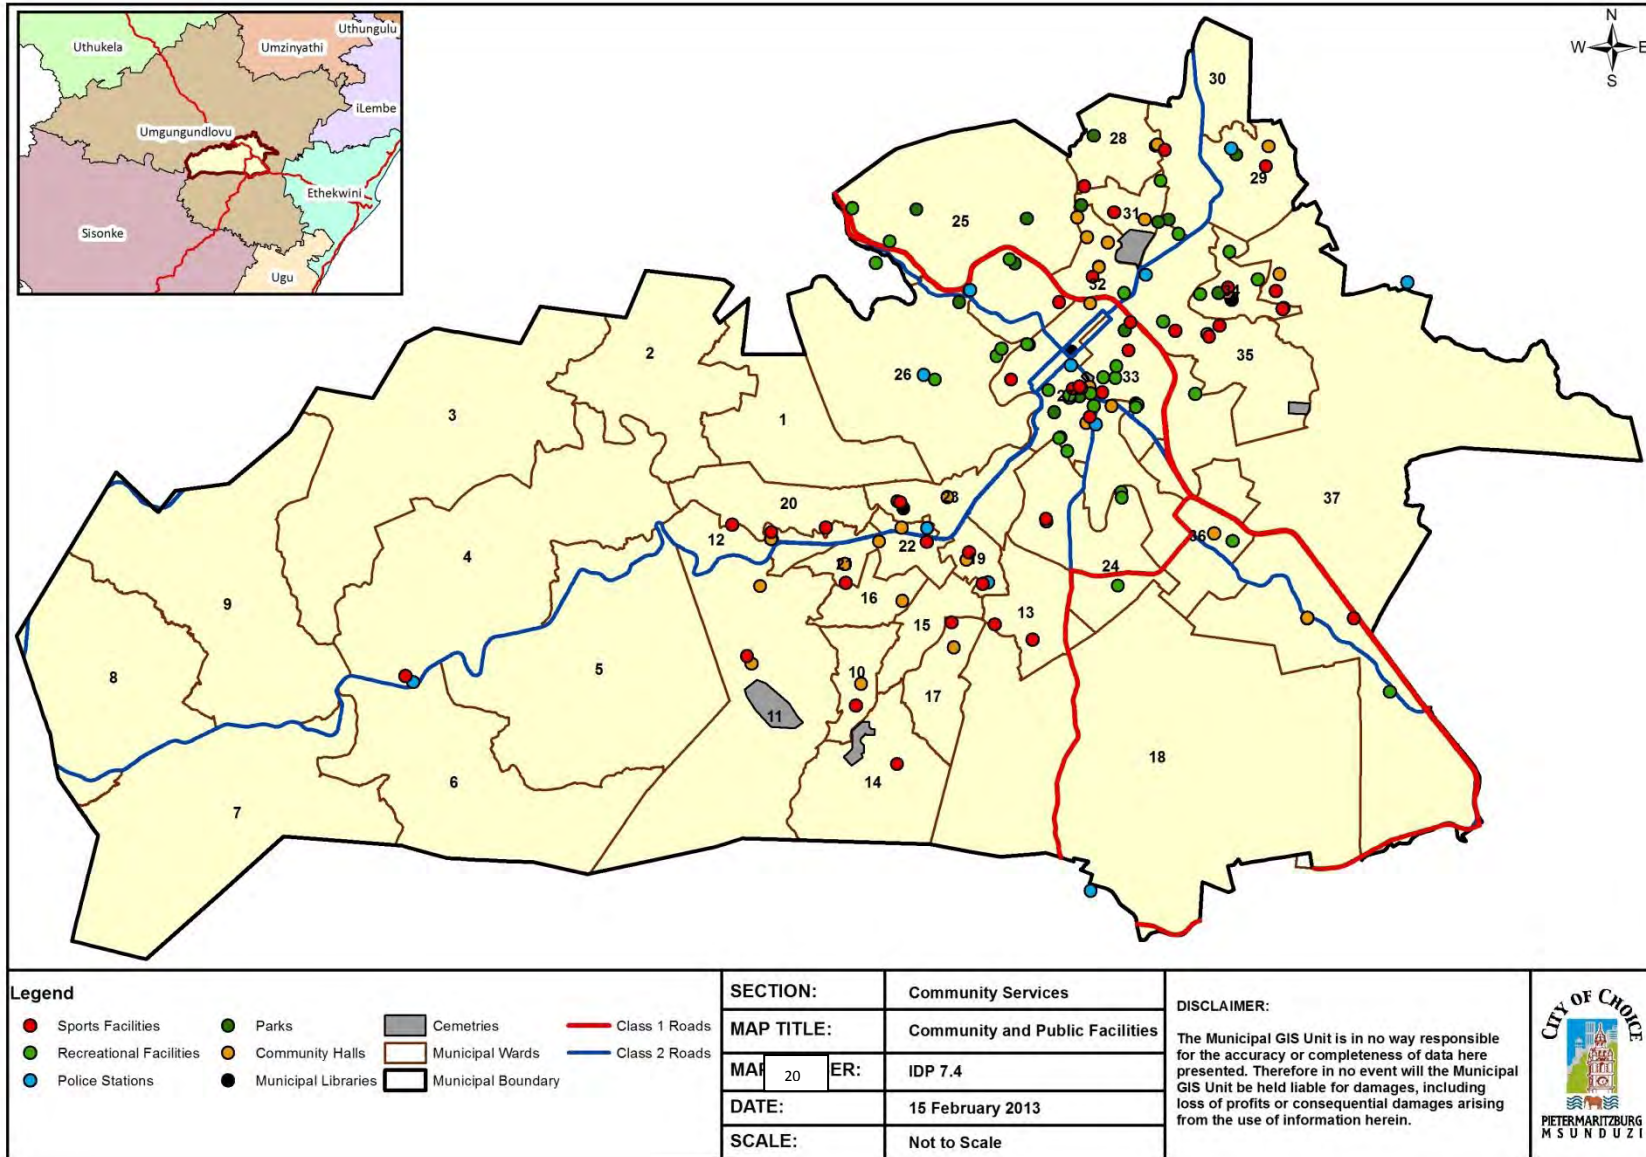 Uthungulu
Uthukela
Umzinyathi
iLembe
Umgungundlovu
Ethekwini
Sisonke
Ugu
N
W E
S
30
28
29
31
25
32
34
2
35
26
33
27
3
1
37
20
23
12
22
36
4
21
19
24
16
9
13
15
5
8
10
17
11
18
6
14
7
Legend
Sports Facilities
Recreational Facilities
Police Stations
Parks
Community Halls
Municipal Libraries
Cemetries
Municipal Wards
Municipal Boundary
Class 1 Roads
Class 2 Roads
SECTION: Community Services
MAP TITLE: Community and Public Facilities
MAP 20 ER: IDP 7.4
DATE: 15 February 2013
SCALE: Not to Scale
DISCLAIMER:
The Municipal GIS Unit is in no way responsible
for the accuracy or completeness of data here
presented. Therefore in no event will the Municipal
GIS Unit be held liable for damages, including
loss of profits or consequential damages arising
from the use of information herein.
CITY OF CHOICE
PIETERMARITZBURG
MSUNDUZI